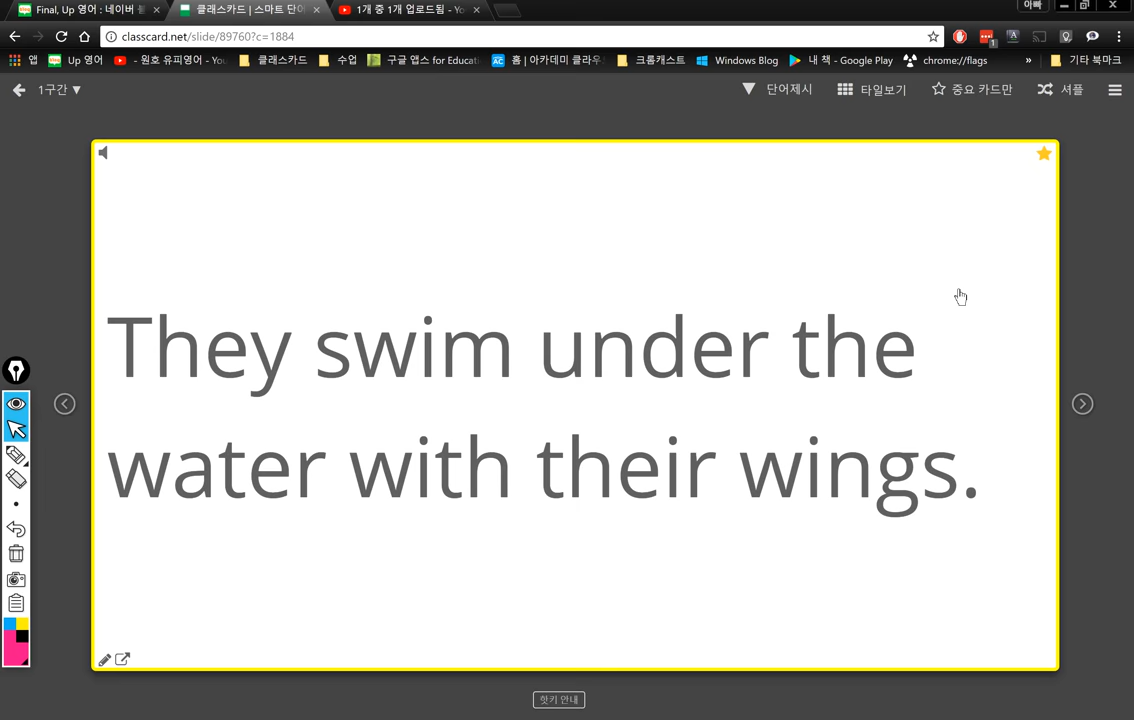 Final, Up 영어 : 네이버 블
클래스카드 | 스마트 단어
1개 중 1개 업로드됨 - Yo
아빠
classcard.net/slide/89760?c=1884
앱
Up 영어
- 원호 유피영어 - You
클래스카드
수업
구글 앱스 for Educati
홈 | 아카데미 클라우
크롬캐스트
Windows Blog
내 책 - Google Play
chrome://flags
»
기타 북마크
1구간 ▼
단어제시
타일보기
중요 카드만
셔플
They swim under the
water with their wings.
핫키 안내